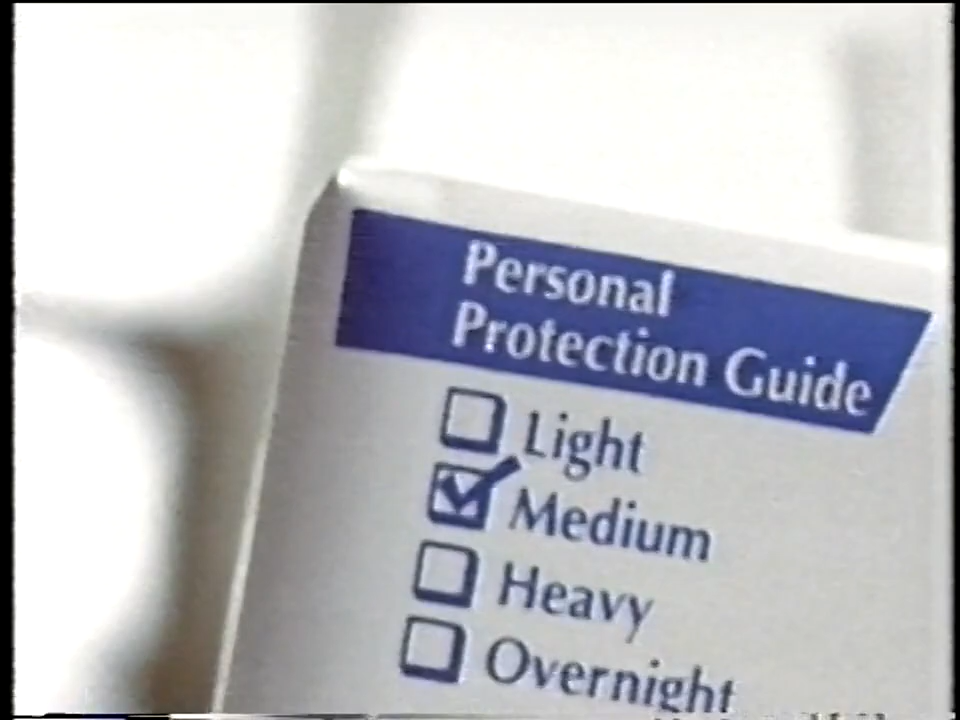 Personal
Protection Guide
Light
Medium
Heavy
Overnight